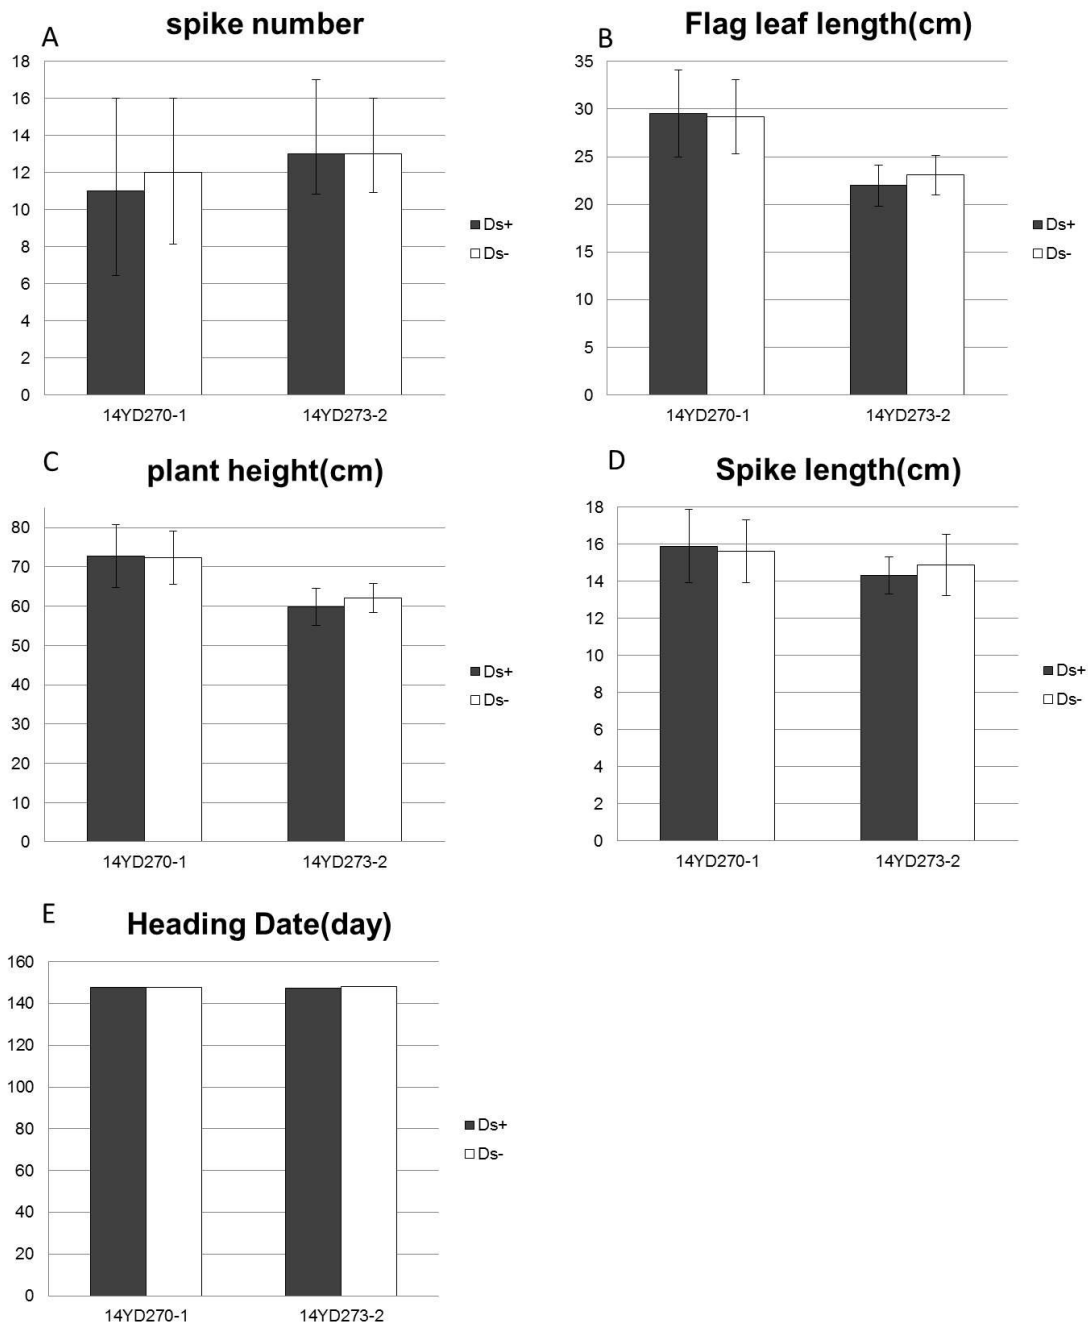 A
spike number
18
16
14
12
10
8
6
4
2
0
14YD270-1 14YD273-2
Ds+
Ds-
B
Flag leaf length(cm)
35
30
25
20
15
10
5
0
14YD270-1 14YD273-2
Ds+
Ds-
C
plant height(cm)
80
70
60
50
40
30
20
10
0
14YD270-1 14YD273-2
Ds+
Ds-
D
Spike length(cm)
18
16
14
12
10
8
6
4
2
0
14YD270-1 14YD273-2
Ds+
Ds-
E
Heading Date(day)
160
140
120
100
80
60
40
20
0
14YD270-1 14YD273-2
Ds+
Ds-